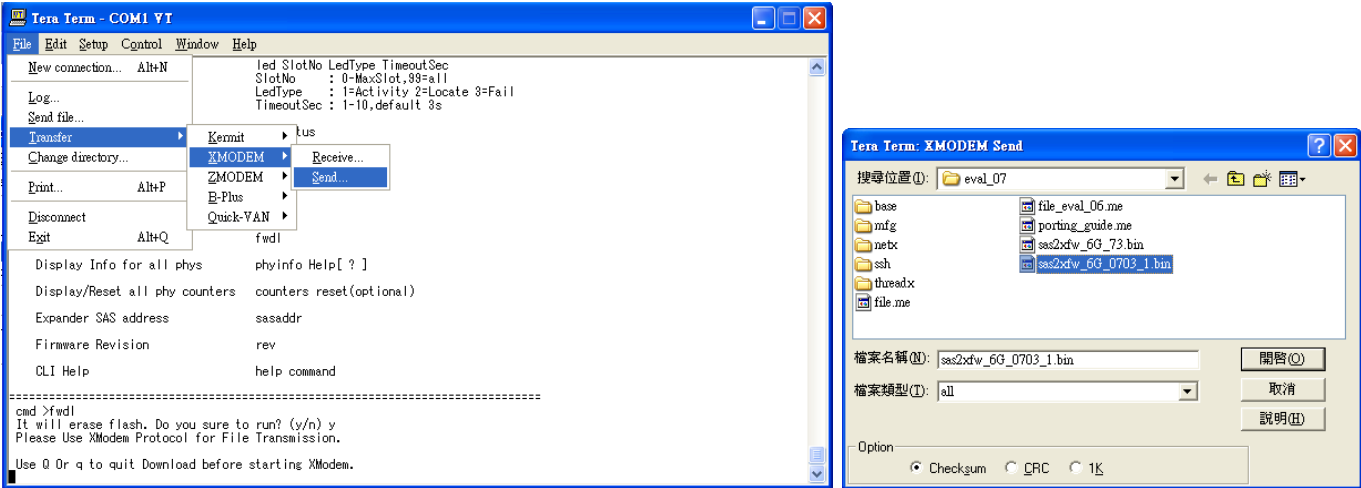 Tera Term - COM1 VT
File Edit Setup Control Window Help
New connection... Alt+N
Log...
Send file...
Transfer
Change directory...
Print... Alt+P
Disconnect
Exit Alt+Q
Kermit
XMODEM
ZMODEM
B-Plus
Quick-VAN
Receive...
Send...
led SlotNo LedType TimeoutSec
SlotNo : 0-MaxSlot,99=all
LedType : 1=Activity 2=Locate 3=Fail
TimeoutSec : 1-10,default 3s
tus
fwdl
Display Info for all phys phyinfo Help[ ? ]
Display/Reset all phy counters counters reset(optional)
Expander SAS address sasaddr
Firmware Revision rev
CLI Help help command
================================================================================
cmd >fwdl
It will erase flash. Do you sure to run? (y/n) y
Please Use XModem Protocol for File Transmission.
Use Q Or q to quit Download before starting XModem.
Tera Term: XMODEM Send
搜尋位置(I): eval_07
base
mfg
netx
ssh
threadx
file.me
file_eval_06.me
porting_guide.me
sas2xfw_6G_73.bin
sas2xfw_6G_0703_1.bin
檔案名稱(N): sas2xfw_6G_0703_1.bin 開啓(O)
檔案類型(T): all 取消
說明(H)
Option
Checksum CRC 1K